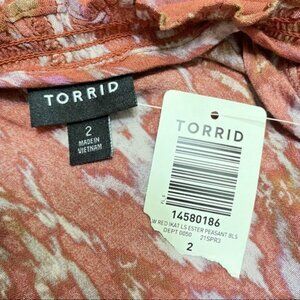 TORRID
2
MADE IN
VIETNAM
TORRID
14580186
W RED IKAT LS ESTER PEASANT BLS
DEPT 0050 21SPR3
2